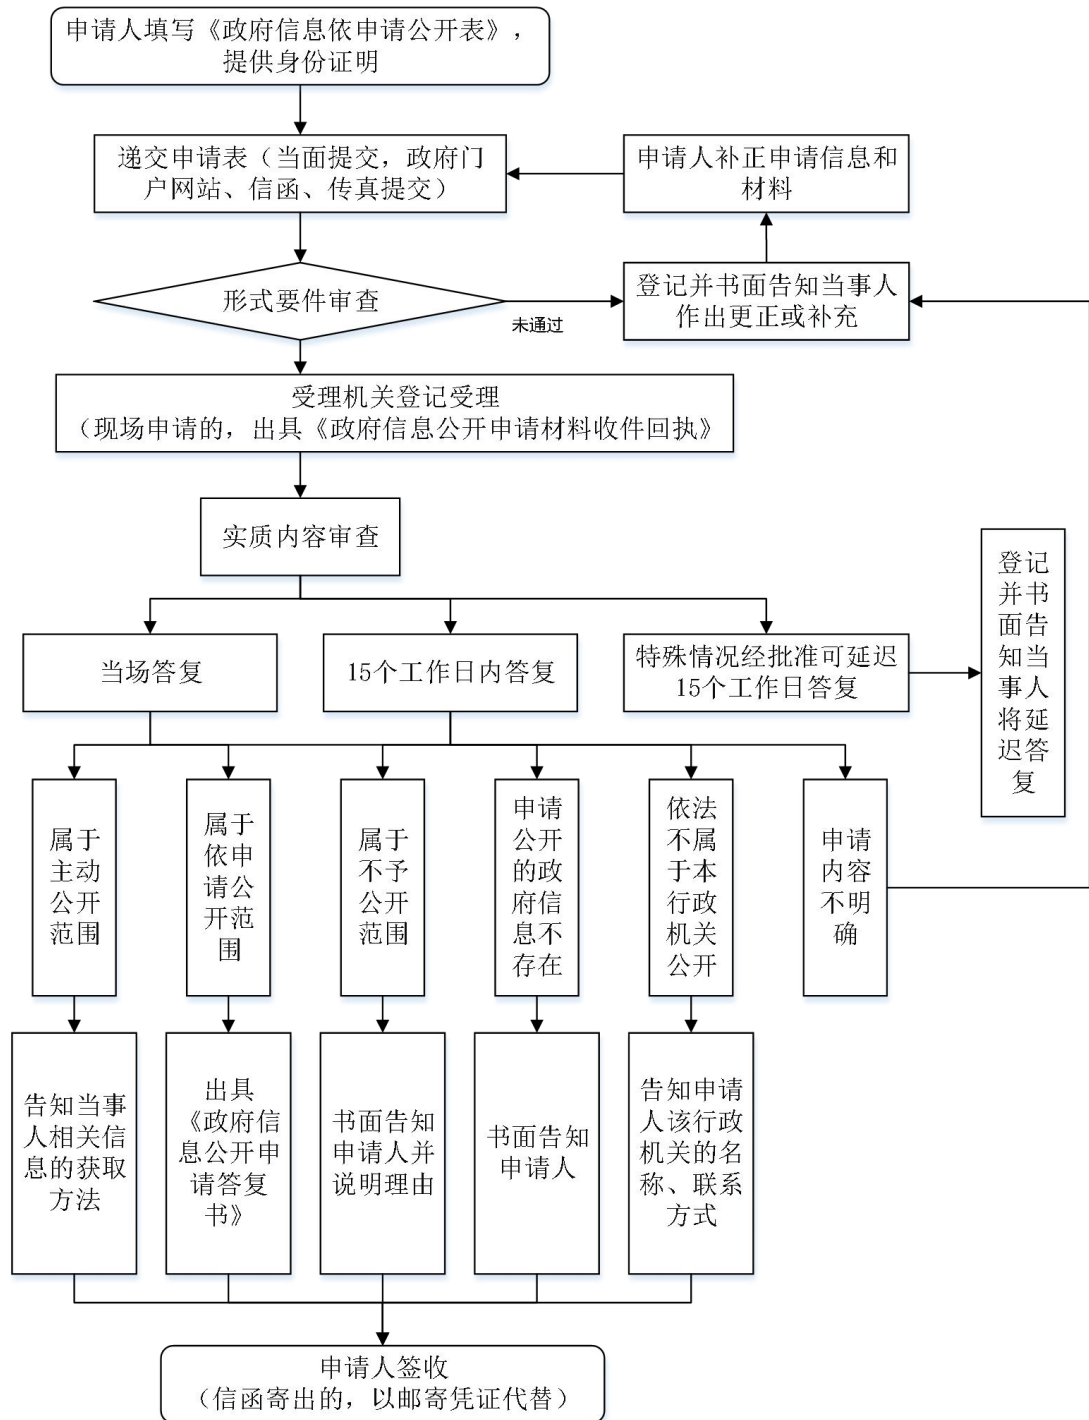 申请人填写《政府信息依申请公开表》,
提供身份证明
递交申请表（当面提交，政府门
户网站、信函、传真提交）
申请人补正申请信息和
材料
形式要件审查
未通过
登记并书面告知当事人
作出更正或补充
受理机关登记受理
（现场申请的，出具《政府信息公开申请材料收件回执》
实质内容审查
当场答复
15个工作日内答复
特殊情况经批准可延迟
15个工作日答复
登记
并书
面告
知当
事人
将延
迟答
复
属于
主动
公开
范围
属于
依申
请公
开范
围
属于
不予
公开
范围
申请
公开
的政
府信
息不
存在
依法
不属
于本
行政
机关
公开
申请
内容
不明
确
告知当事
人相关信
息的获取
方法
出具
《政府信
息公开申
请答复
书》
书面告知
申请人并
说明理由
书面告知
申请人
告知申请
人该行政
机关的名
称、联系
方式
申请人签收
（信函寄出的，以邮寄凭证代替）